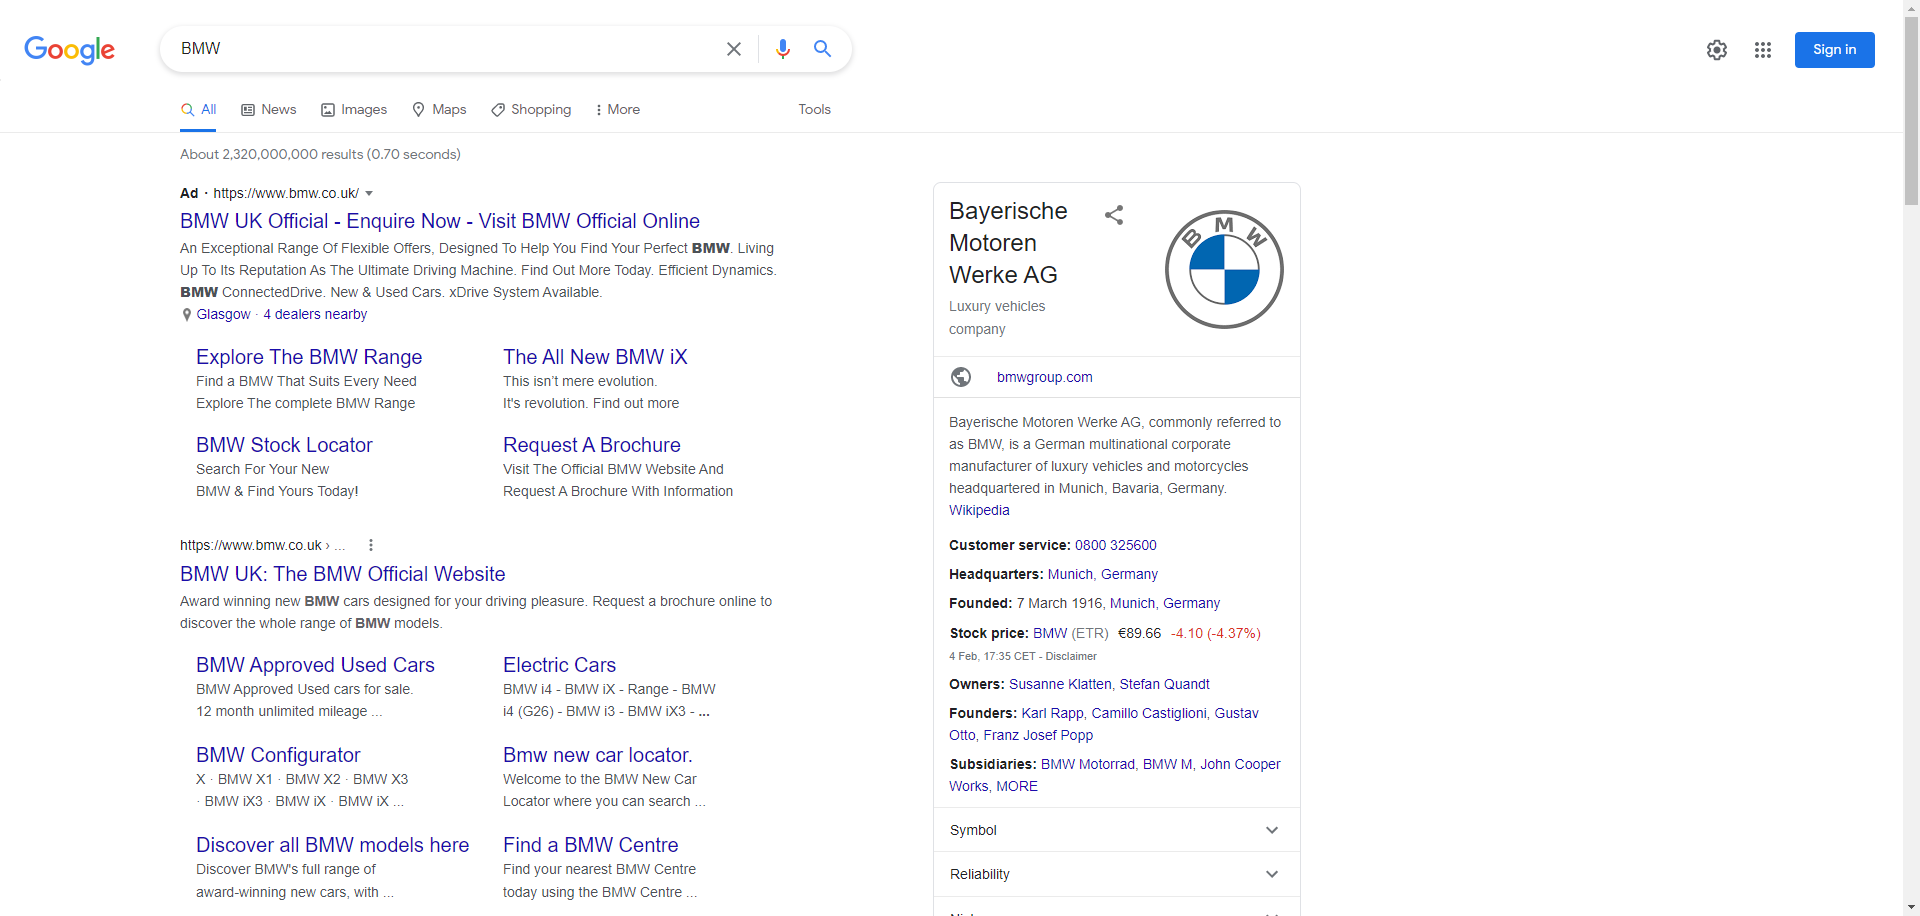 Google
BMW
Sign in
All
News
Images
Maps
Shopping
More
Tools
About 2,320,000,000 results (0.70 seconds)
Ad · https://www.bmw.co.uk/
BMW UK Official - Enquire Now - Visit BMW Official Online
An Exceptional Range Of Flexible Offers, Designed To Help You Find Your Perfect BMW. Living
Up To Its Reputation As The Ultimate Driving Machine. Find Out More Today. Efficient Dynamics.
BMW ConnectedDrive. New & Used Cars. xDrive System Available.
Glasgow · 4 dealers nearby
Explore The BMW Range
Find a BMW That Suits Every Need
Explore The complete BMW Range
The All New BMW iX
This isn't mere evolution.
It's revolution. Find out more
BMW Stock Locator
Search For Your New
BMW & Find Yours Today!
Request A Brochure
Visit The Official BMW Website And
Request A Brochure With Information
https://www.bmw.co.uk › ...
BMW UK: The BMW Official Website
Award winning new BMW cars designed for your driving pleasure. Request a brochure online to
discover the whole range of BMW models.
BMW Approved Used Cars
BMW Approved Used cars for sale.
12 month unlimited mileage ...
Electric Cars
BMW i4 - BMW iX - Range - BMW
i4 (G26) - BMW i3 - BMW iX3 - ...
BMW Configurator
X · BMW X1 · BMW X2 · BMW X3
· BMW iX3 · BMW iX · BMW iX ...
Bmw new car locator.
Welcome to the BMW New Car
Locator where you can search ...
Discover all BMW models here
Discover BMW's full range of
award-winning new cars, with ...
Find a BMW Centre
Find your nearest BMW Centre
today using the BMW Centre ...
Bayerische
Motoren
Werke AG
Luxury vehicles
company
BMW
bmwgroup.com
Bayerische Motoren Werke AG, commonly referred to
as BMW, is a German multinational corporate
manufacturer of luxury vehicles and motorcycles
headquartered in Munich, Bavaria, Germany.
Wikipedia
Customer service: 0800 325600
Headquarters: Munich, Germany
Founded: 7 March 1916, Munich, Germany
Stock price: BMW (ETR) €89.66 -4.10 (-4.37%)
4 Feb, 17:35 CET - Disclaimer
Owners: Susanne Klatten, Stefan Quandt
Founders: Karl Rapp, Camillo Castiglioni, Gustav
Otto, Franz Josef Popp
Subsidiaries: BMW Motorrad, BMW M, John Cooper
Works, MORE
Symbol
Reliability